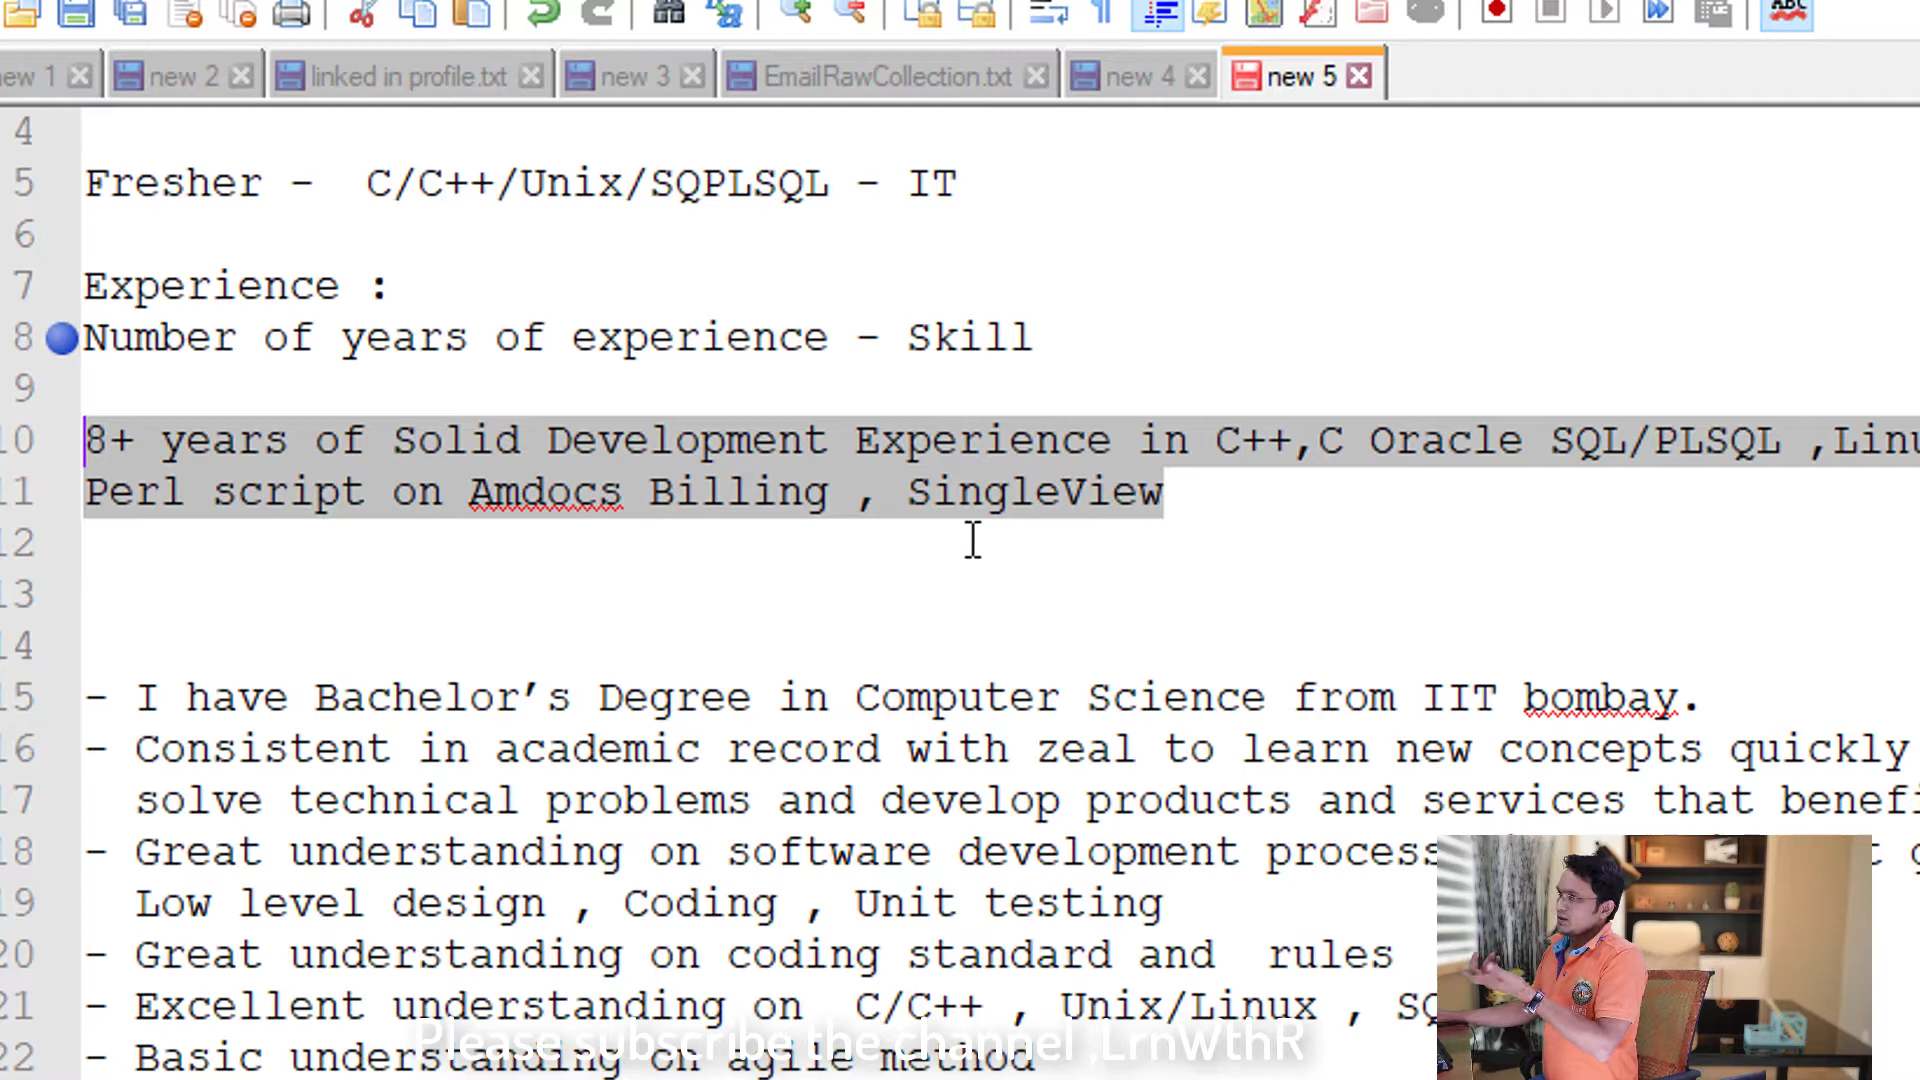 new 1
new 2
linked in profile.txt
new 3
EmailRawCollection.txt
new 4
new 5
ABC
4
5 Fresher -  C/C++/Unix/SQPLSQL - IT
6
7 Experience :
8 Number of years of experience - Skill
9
10 8+ years of Solid Development Experience in C++,C Oracle SQL/PLSQL ,Linu
11 Perl script on Amdocs Billing , SingleView
12
13
14
15 - I have Bachelor’s Degree in Computer Science from IIT bombay.
16 - Consistent in academic record with zeal to learn new concepts quickly
17 solve technical problems and develop products and services that benefi
18 - Great understanding on software development process
19 Low level design , Coding , Unit testing
20 - Great understanding on coding standard and  rules
21 - Excellent understanding on  C/C++ , Unix/Linux , SQ
22 - Basic understanding on agile method
Please subscribe the channel ,LrnWthR